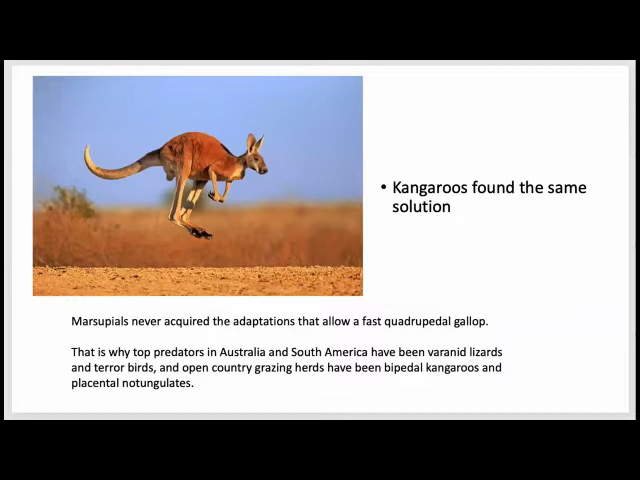 • Kangaroos found the same
solution
Marsupials never acquired the adaptations that allow a fast quadrupedal gallop.
That is why top predators in Australia and South America have been varanid lizards
and terror birds, and open country grazing herds have been bipedal kangaroos and
placental notungulates.